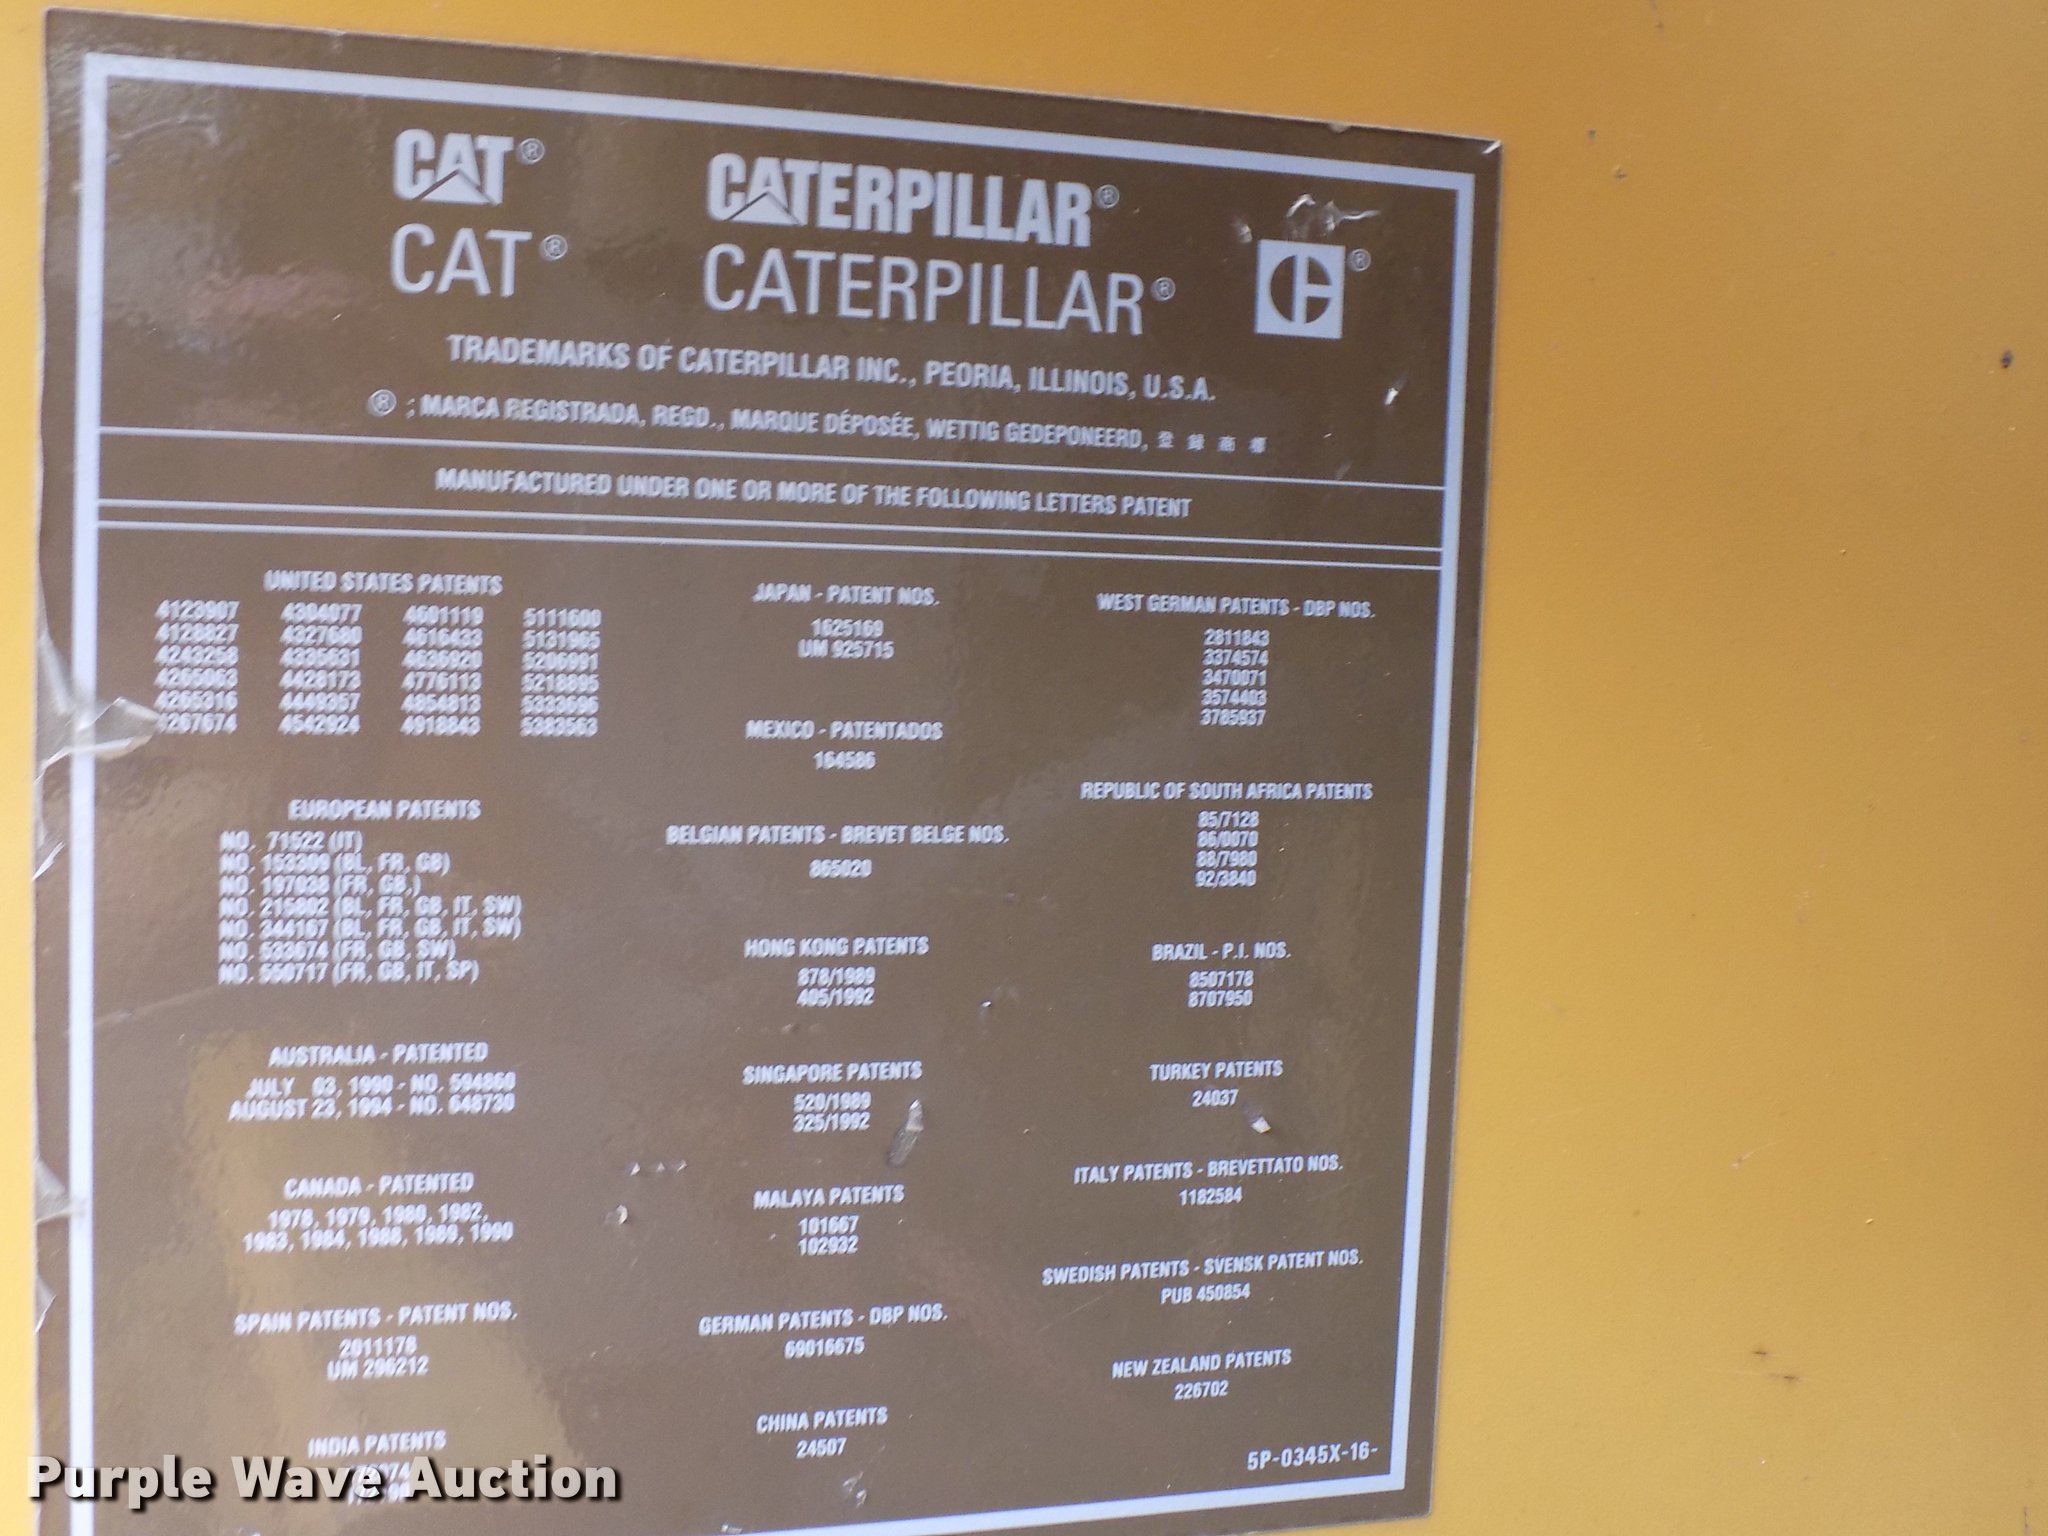 CAT® CATERPILLAR®
CAT® CATERPILLAR® ®
TRADEMARKS OF CATERPILLAR INC., PEORIA, ILLINOIS, U.S.A.
® ; MARCA REGISTRADA, REGD., MARQUE DÉPOSÉE, WETTIG GEDEPONEERD, 登 録 商 標
MANUFACTURED UNDER ONE OR MORE OF THE FOLLOWING LETTERS PATENT
UNITED STATES PATENTS
4123907 4304077 4601119 5111600
4128827 4327680 4616433 5131965
4243258 4335631 4636920 5206991
4265063 4428173 4776113 5218895
4265316 4449357 4854813 5333696
4267674 4542924 4918843 5383563
EUROPEAN PATENTS
NO. 71522 (IT)
NO. 153309 (BL, FR, GB)
NO. 197038 (FR, GB,)
NO. 215802 (BL, FR, GB, IT, SW)
NO. 344167 (BL, FR, GB, IT, SW)
NO. 533674 (FR, GB, SW)
NO. 550717 (FR, GB, IT, SP)
AUSTRALIA - PATENTED
JULY 03, 1990 - NO. 594860
AUGUST 23, 1994 - NO. 648730
CANADA - PATENTED
1978, 1979, 1980, 1982,
1983, 1984, 1988, 1989, 1990
SPAIN PATENTS - PATENT NOS.
2011178
UM 296212
INDIA PATENTS
JAPAN - PATENT NOS.
1625169
UM 925715
MEXICO - PATENTADOS
164586
BELGIAN PATENTS - BREVET BELGE NOS.
865020
HONG KONG PATENTS
878/1989
405/1992
SINGAPORE PATENTS
520/1989
325/1992
MALAYA PATENTS
101667
102932
GERMAN PATENTS - DBP NOS.
69016675
CHINA PATENTS
24507
WEST GERMAN PATENTS - DBP NOS.
2811843
3374574
3470071
3574403
3785937
REPUBLIC OF SOUTH AFRICA PATENTS
85/7128
86/0070
88/7980
92/3840
BRAZIL - P.I. NOS.
8507178
8707950
TURKEY PATENTS
24037
ITALY PATENTS - BREVETTATO NOS.
1182584
SWEDISH PATENTS - SVENSK PATENT NOS.
PUB 450854
NEW ZEALAND PATENTS
226702
5P-0345X-16-
Purple Wave Auction